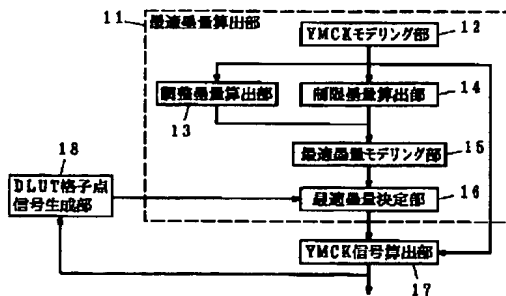 11
最適墨量算出部
YMCKモデリング部
12
調整墨量算出部
13
制限墨量算出部
14
最適墨量モデリング部
15
18
DLUT格子点
信号生成部
最適墨量決定部
16
YMCK信号算出部
17